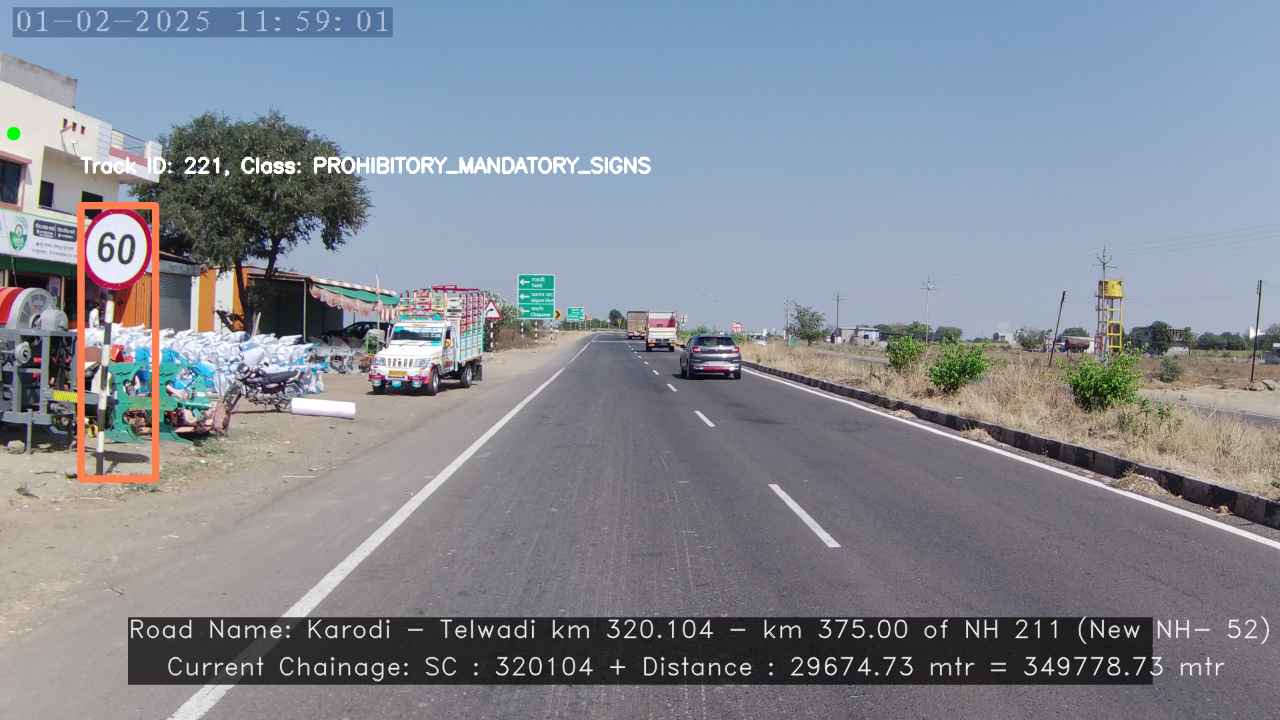 01-02-2025 11:59:01
Track ID: 221, Class: PROHIBITORY_MANDATORY_SIGNS
60
Road Name: Karodi - Telwadi km 320.104 - km 375.00 of NH 211 (New NH- 52)
Current Chainage: SC : 320104 + Distance : 29674.73 mtr = 349778.73 mtr